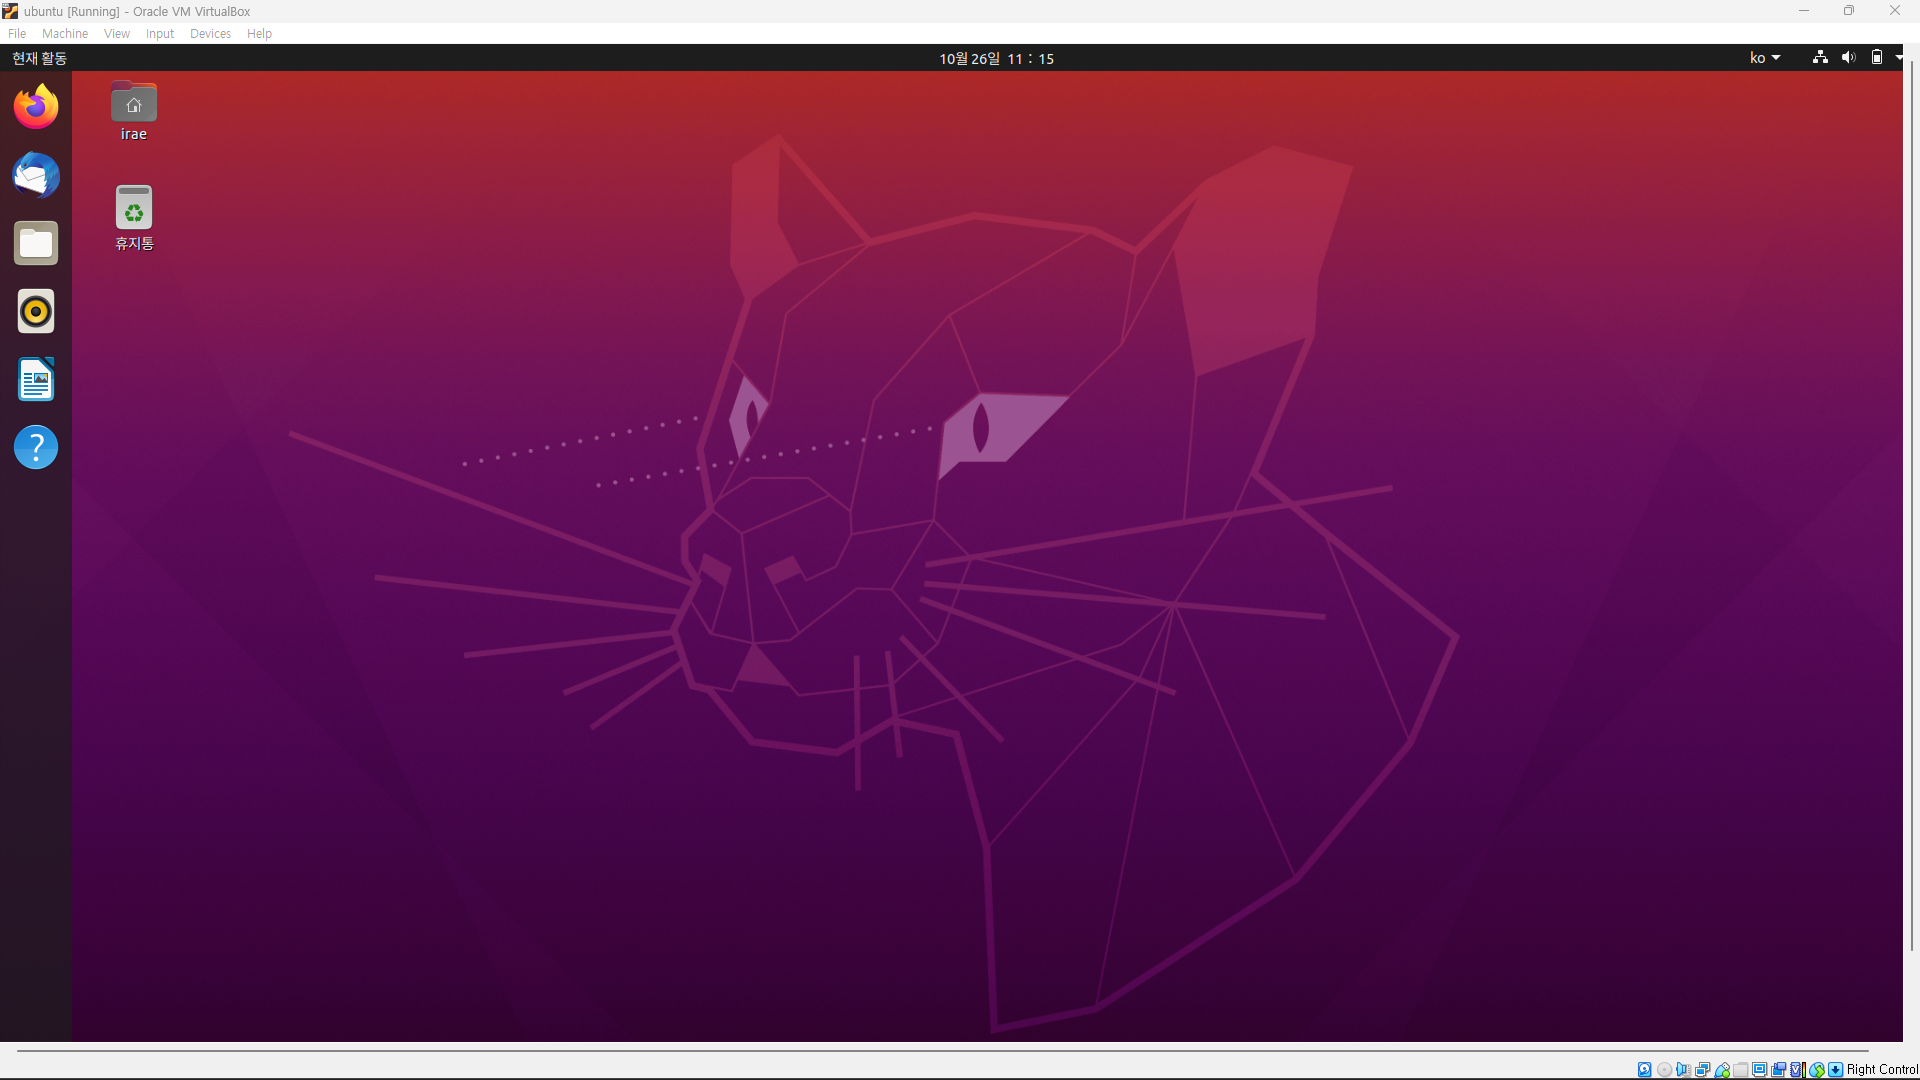 ubuntu [Running] - Oracle VM VirtualBox
File Machine View Input Devices Help
현재 활동
10월 26일 11 : 15
ko
irae
휴지통
?
Right Control